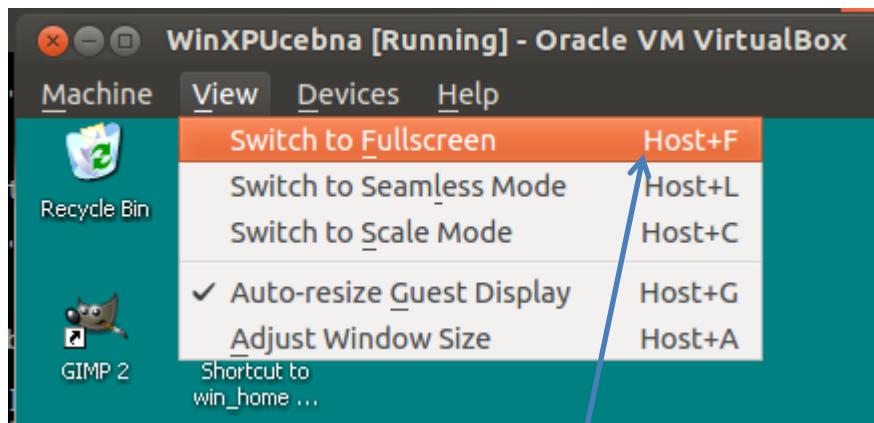 WinXPUcebna [Running] - Oracle VM VirtualBox
Machine View Devices Help
Switch to Fullscreen Host+F
Switch to Seamless Mode Host+L
Switch to Scale Mode Host+C
Auto-resize Guest Display Host+G
Adjust Window Size Host+A
Recycle Bin
GIMP 2
Shortcut to
win_home ...